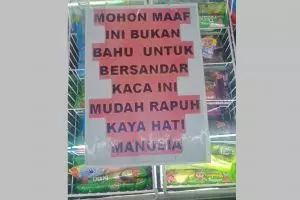 MOHON MAAF
INI BUKAN
BAHU UNTUK
BERSANDAR
KACA INI
MUDAH RAPUH
KAYA HATI
MANUSIA